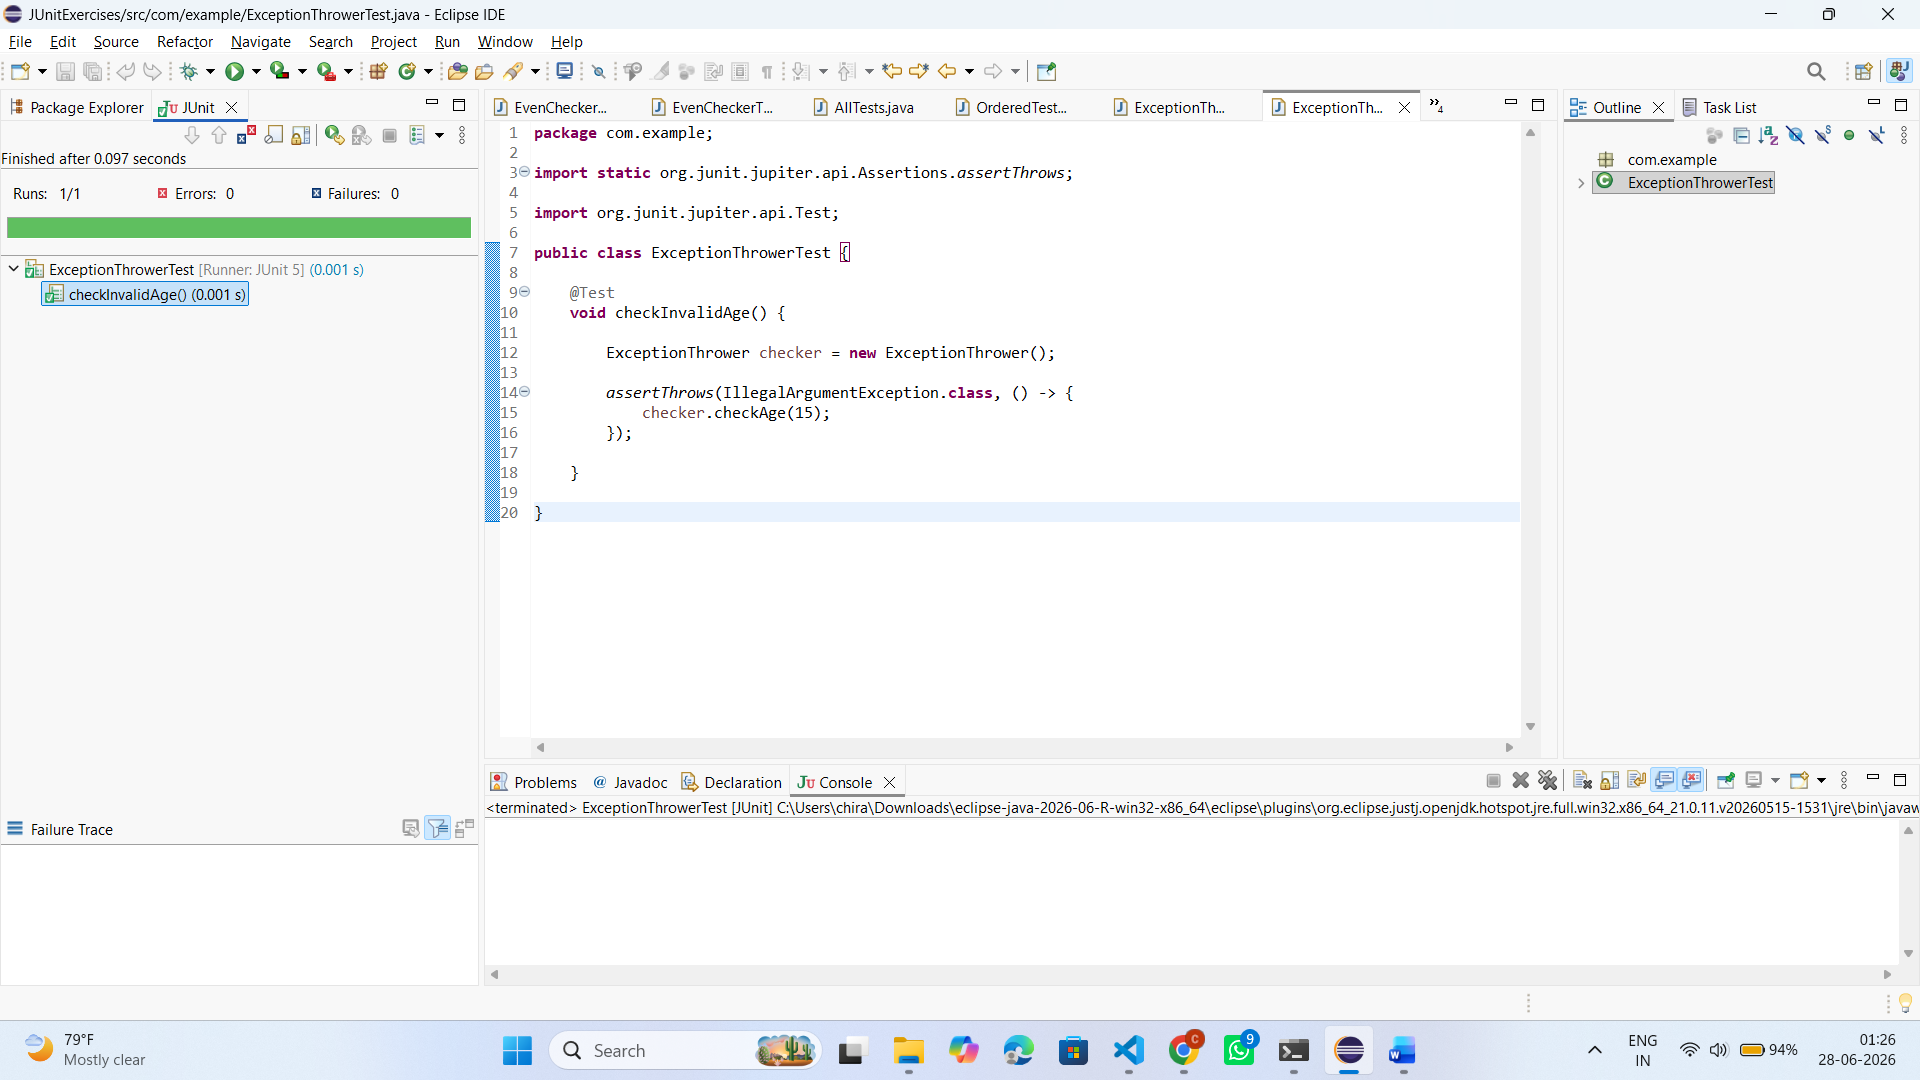 JUnitExercises/src/com/example/ExceptionThrowerTest.java - Eclipse IDE
File Edit Source Refactor Navigate Search Project Run Window Help
Package Explorer JUnit
Finished after 0.097 seconds
Runs: 1/1 Errors: 0 Failures: 0
ExceptionThrowerTest [Runner: JUnit 5] (0.001 s)
checkInvalidAge() (0.001 s)
Failure Trace
EvenChecker... EvenCheckerT... AllTests.java OrderedTest... ExceptionTh... ExceptionTh... »4
1 package com.example;
2
3 import static org.junit.jupiter.api.Assertions.assertThrows;
4
5 import org.junit.jupiter.api.Test;
6
7 public class ExceptionThrowerTest {
8
9 @Test
10 void checkInvalidAge() {
11
12 ExceptionThrower checker = new ExceptionThrower();
13
14 assertThrows(IllegalArgumentException.class, () -> {
15 checker.checkAge(15);
16 });
17
18 }
19
20 }
Outline Task List
com.example
ExceptionThrowerTest
Problems Javadoc Declaration Console
<terminated> ExceptionThrowerTest [JUnit] C:\Users\chira\Downloads\eclipse-java-2026-06-R-win32-x86_64\eclipse\plugins\org.eclipse.justj.openjdk.hotspot.jre.full.win32.x86_64_21.0.11.v20260515-1531\jre\bin\javaw
79°F
Mostly clear
Search
C
9
ENG
IN
94%
01:26
28-06-2026